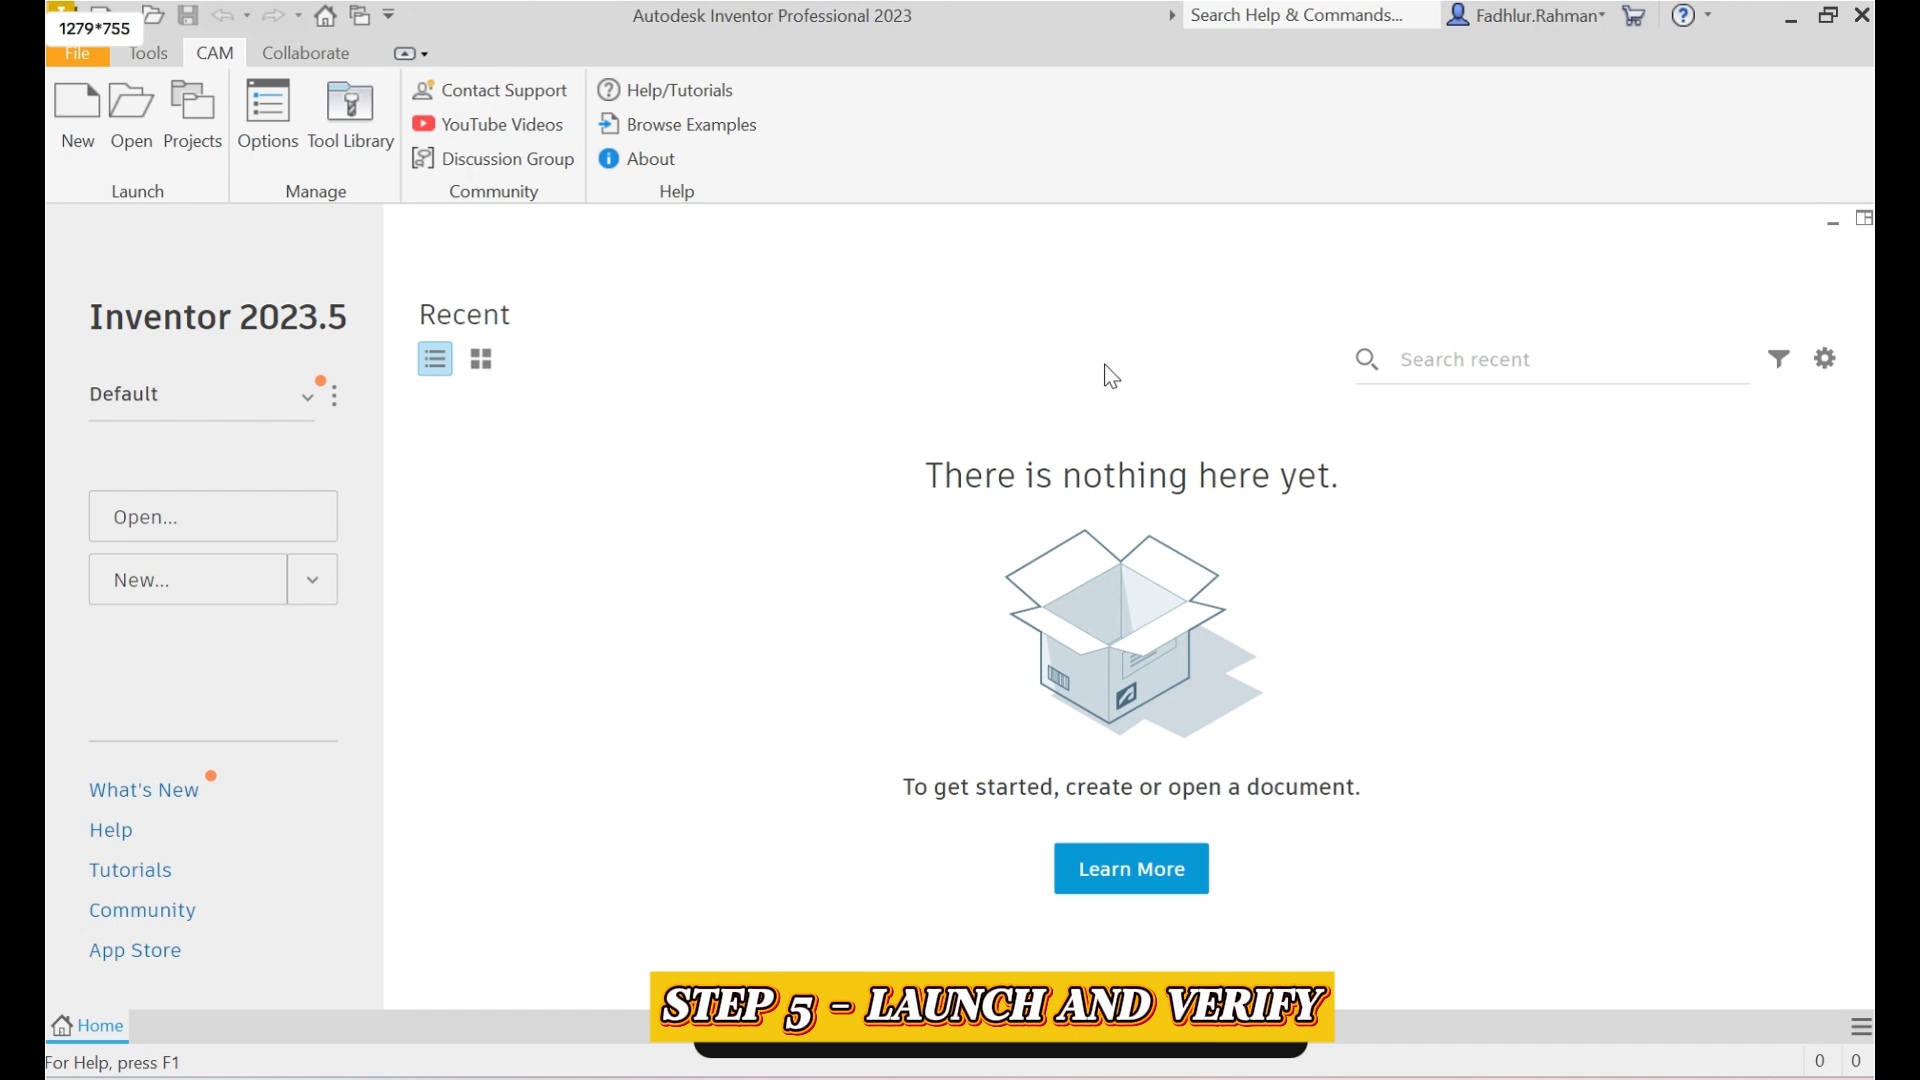 1279*755
Autodesk Inventor Professional 2023
Search Help & Commands...
Fadhlur.Rahman
File
Tools
CAM
Collaborate
New
Open
Projects
Launch
Options
Tool Library
Manage
Contact Support
YouTube Videos
Discussion Group
Community
Help/Tutorials
Browse Examples
About
Help
Inventor 2023.5
Default
Open...
New...
What's New
Help
Tutorials
Community
App Store
Recent
Search recent
There is nothing here yet.
To get started, create or open a document.
Learn More
STEP 5 - LAUNCH AND VERIFY
Home
For Help, press F1
0 0